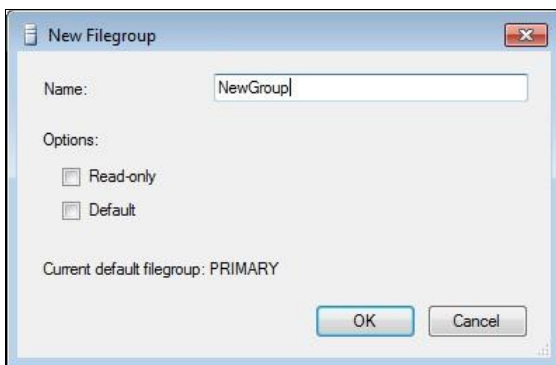 New Filegroup
Name: NewGroup
Options:
Read-only
Default
Current default filegroup: PRIMARY
OK Cancel